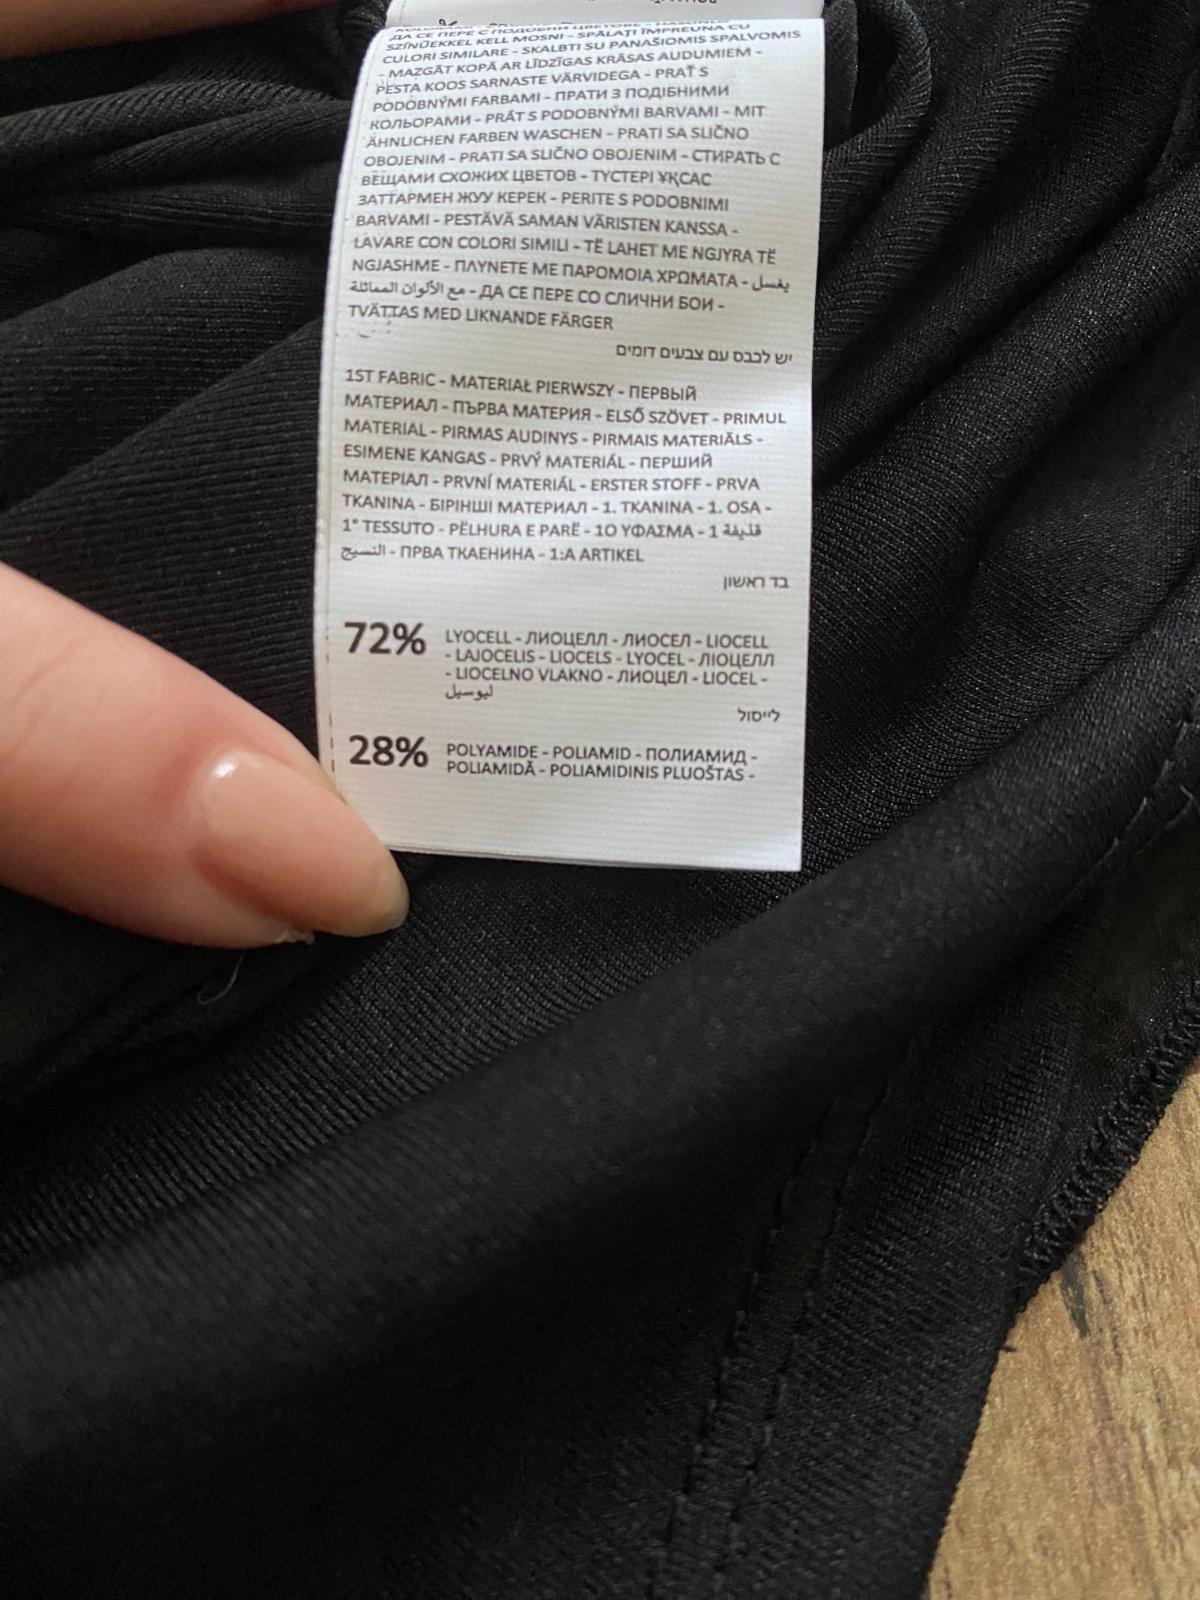 ДА СЕ ПЕРЕ С ПОДОБНИ ЦВЕТОВЕ - HASONLÓ
SZÍNŰEKKEL KELL MOSNI - SPĂLAȚI ÎMPREUNĂ CU
CULORI SIMILARE - SKALBTI SU PANAŠIOMIS SPALVOMIS
- MAZGĀT KOPĀ AR LĪDZĪGAS KRĀSAS AUDUMIEM -
PESTA KOOS SARNASTE VÄRVIDEGA - PRAŤ S
PODOBNÝMI FARBAMI - ПРАТИ З ПОДІБНИМИ
КОЛЬОРАМИ - PRÁT S PODOBNÝMI BARVAMI - MIT
ÄHNLICHEN FARBEN WASCHEN - PRATI SA SLIČNO
OBOJENIM - PRATI SA SLIČNO OBOJENIM - СТИРАТЬ С
ВЕЩАМИ СХОЖИХ ЦВЕТОВ - ТҮСТЕРІ ҰҚСАС
ЗАТТАРМЕН ЖУУ КЕРЕК - PERITE S PODOBNIMI
BARVAMI - PESTÄVÄ SAMAN VÄRISTEN KANSSA -
LAVARE CON COLORI SIMILI - TË LAHET ME NGJYRA TË
NGJASHME - ΠΛΥΝΕΤΕ ΜΕ ΠΑΡΟΜΟΙΑ ΧΡΩΜΑΤΑ - يغسل
مع الألوان المماثلة - ДА СЕ ПЕРЕ СО СЛИЧНИ БОИ -
TVÄTTAS MED LIKNANDE FÄRGER
יש לכבס עם צבעים דומים
1ST FABRIC - MATERIAŁ PIERWSZY - ПЕРВЫЙ
МАТЕРИАЛ - ПЪРВА МАТЕРИЯ - ELSŐ SZÖVET - PRIMUL
MATERIAL - PIRMAS AUDINYS - PIRMAIS MATERIĀLS -
ESIMENE KANGAS - PRVÝ MATERIÁL - ПЕРШИЙ
МАТЕРІАЛ - PRVNÍ MATERIÁL - ERSTER STOFF - PRVA
TKANINA - БІРІНШІ МАТЕРИАЛ - 1. TKANINA - 1. OSA -
1° TESSUTO - PËLHURA E PARË - 1Ο ΥΦΑΣΜΑ - 1 قذيفة
النسيج - ПРВА ТКАЕНИНА - 1:A ARTIKEL
בד ראשון
72% LYOCELL - ЛИОЦЕЛЛ - ЛИОСЕЛ - LIOCELL
- LAJOCELIS - LIOCELS - LYOCEL - ЛІОЦЕЛЛ
- LIOCELNO VLAKNO - ЛИОЦЕЛ - LIOCEL -
ليوسيل
לייסול
28% POLYAMIDE - POLIAMID - ПОЛИАМИД -
POLIAMIDĂ - POLIAMIDINIS PLUOŠTAS -